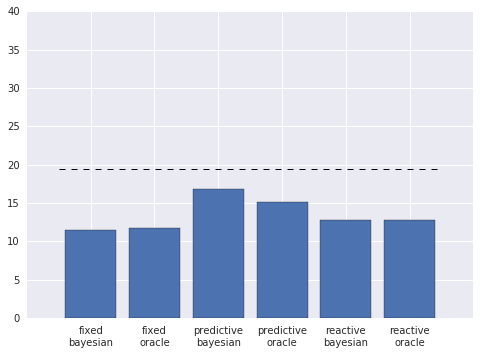 40
35
30
25
20
15
10
5
0
fixed bayesian
fixed oracle
predictive bayesian
predictive oracle
reactive bayesian
reactive oracle